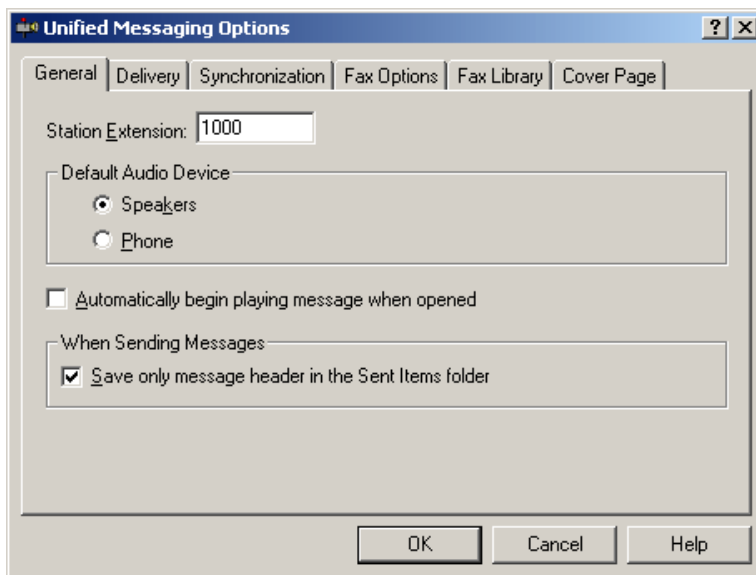 Unified Messaging Options
General Delivery Synchronization Fax Options Fax Library Cover Page
Station Extension: 1000
Default Audio Device
Speakers
Phone
Automatically begin playing message when opened
When Sending Messages
Save only message header in the Sent Items folder
OK Cancel Help